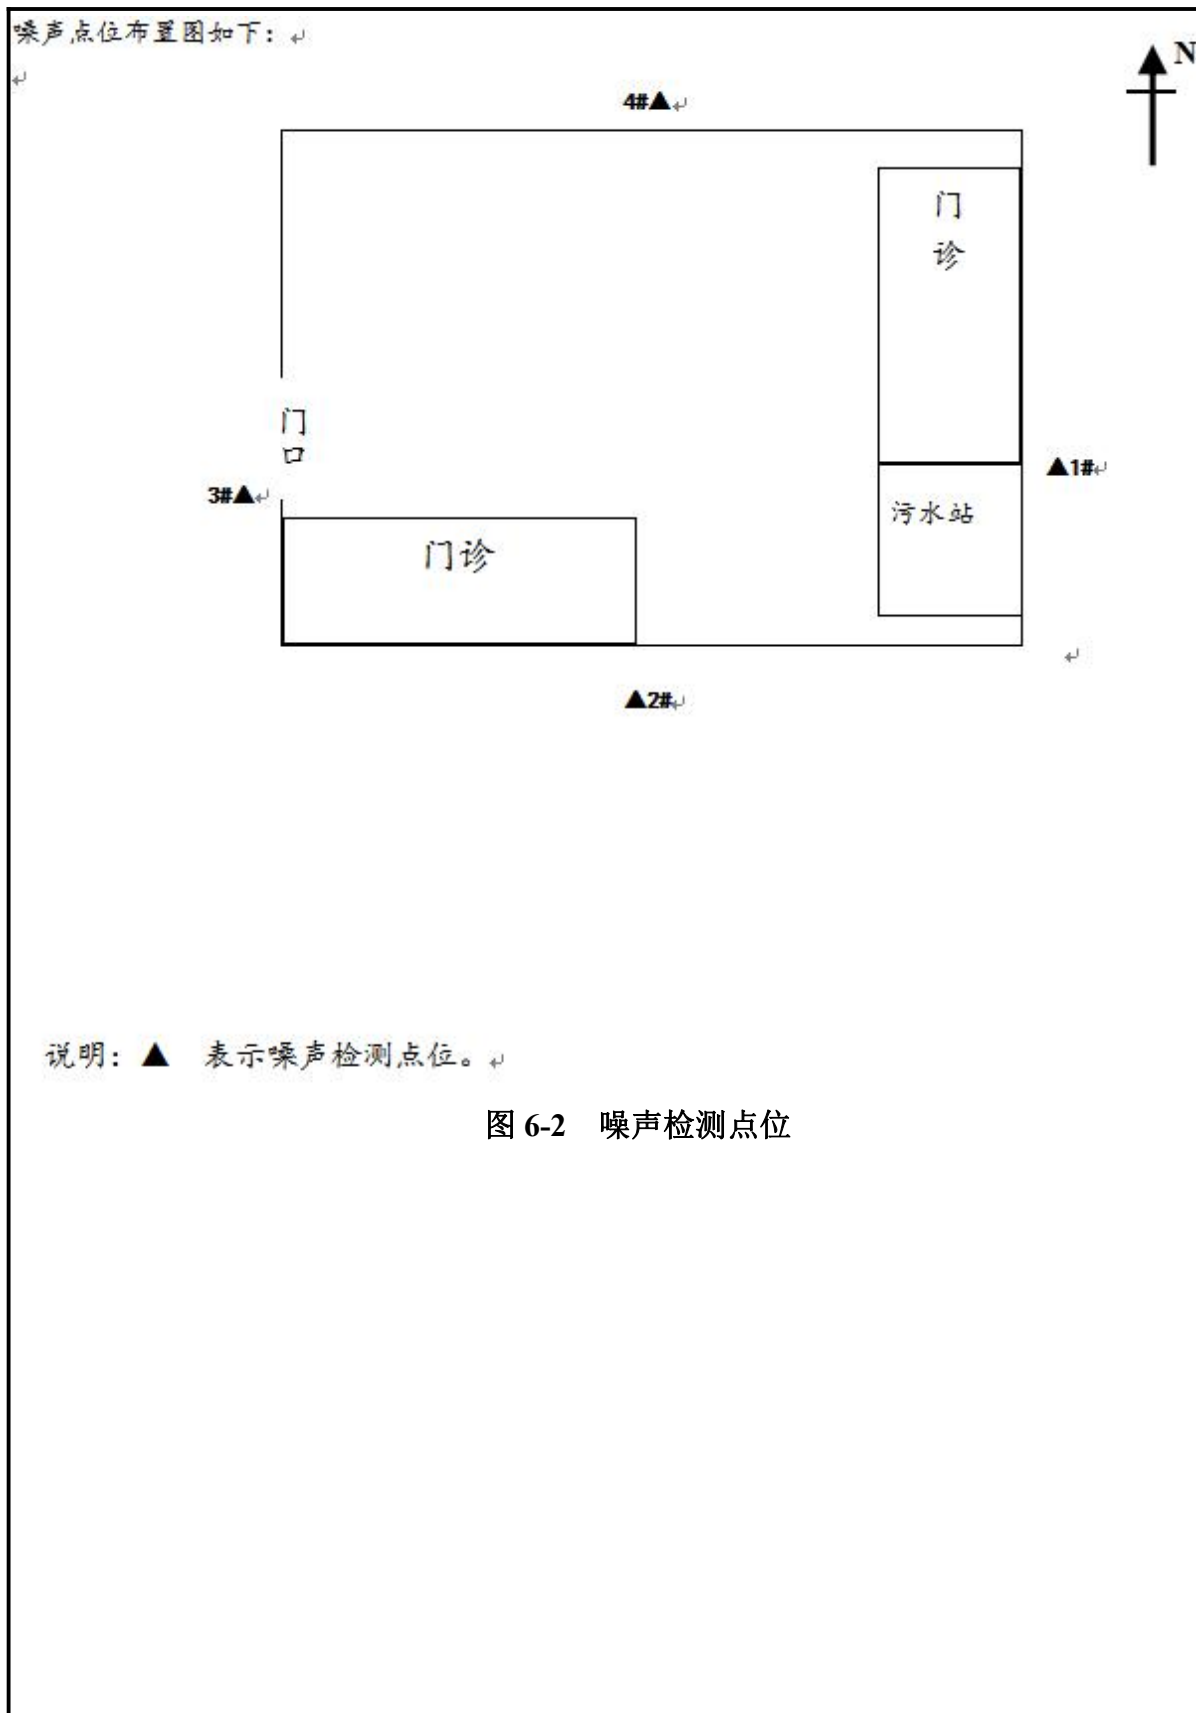 噪声点位布置图如下：
N
4#▲
门
诊
门
口
▲1#
3#▲
污水站
门诊
▲2#
说明：▲ 表示噪声检测点位。
图 6-2 噪声检测点位